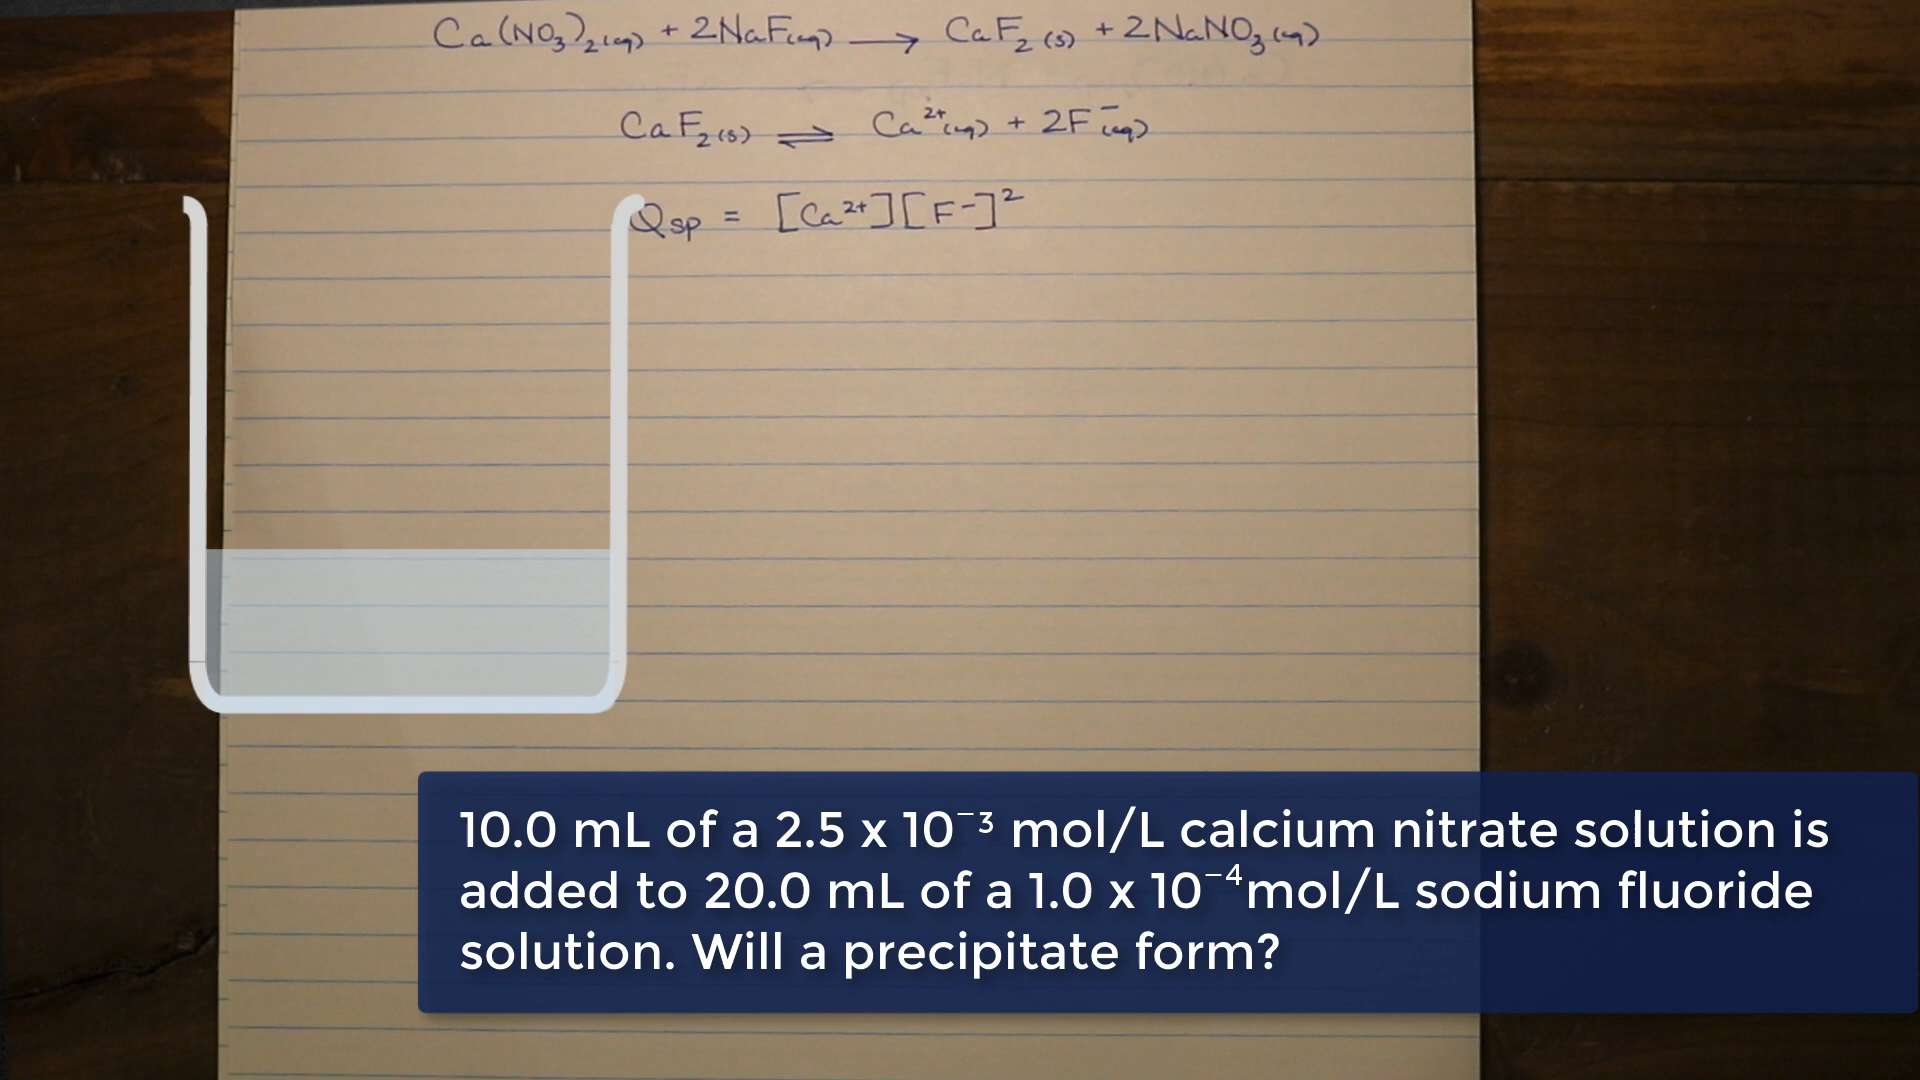 Ca(NO₃)₂(aq) + 2NaF(aq) ⟶ CaF₂(s) + 2NaNO₃(aq)
CaF₂(s) ⇌ Ca²⁺(aq) + 2F⁻(aq)
Qsp = [Ca²⁺][F⁻]²
10.0 mL of a 2.5 x 10⁻³ mol/L calcium nitrate solution is
added to 20.0 mL of a 1.0 x 10⁻⁴mol/L sodium fluoride
solution. Will a precipitate form?